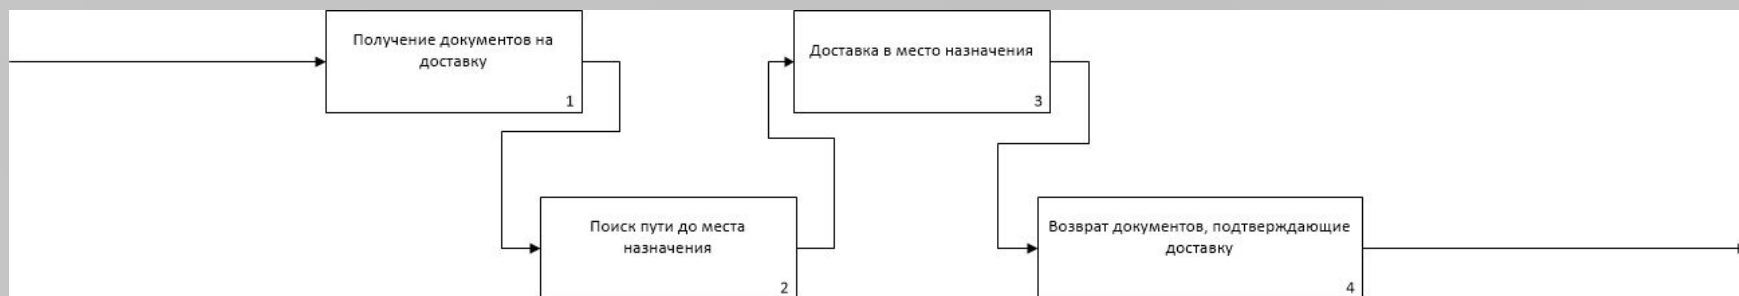 Получение документов на
доставку
1
Доставка в место назначения
3
Поиск пути до места
назначения
2
Возврат документов, подтверждающие
доставку
4